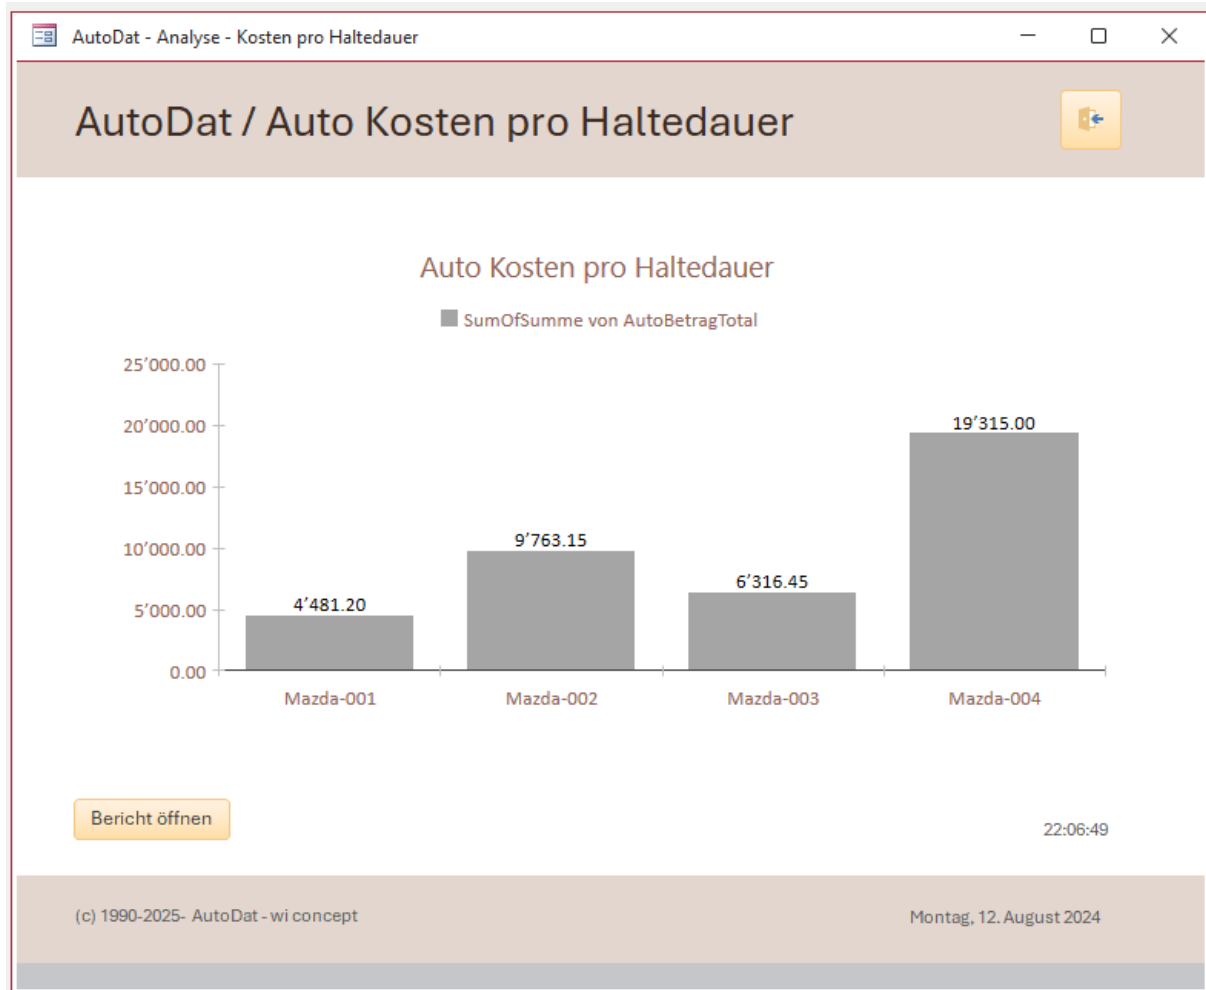 AutoDat - Analyse - Kosten pro Haltedauer
AutoDat / Auto Kosten pro Haltedauer
Auto Kosten pro Haltedauer
SumOfSumme von AutoBetragTotal
25’000.00
20’000.00
15’000.00
10’000.00
5’000.00
0.00
4’481.20
9’763.15
6’316.45
19’315.00
Mazda-001
Mazda-002
Mazda-003
Mazda-004
Bericht öffnen
22:06:49
(c) 1990-2025- AutoDat - wi concept
Montag, 12. August 2024